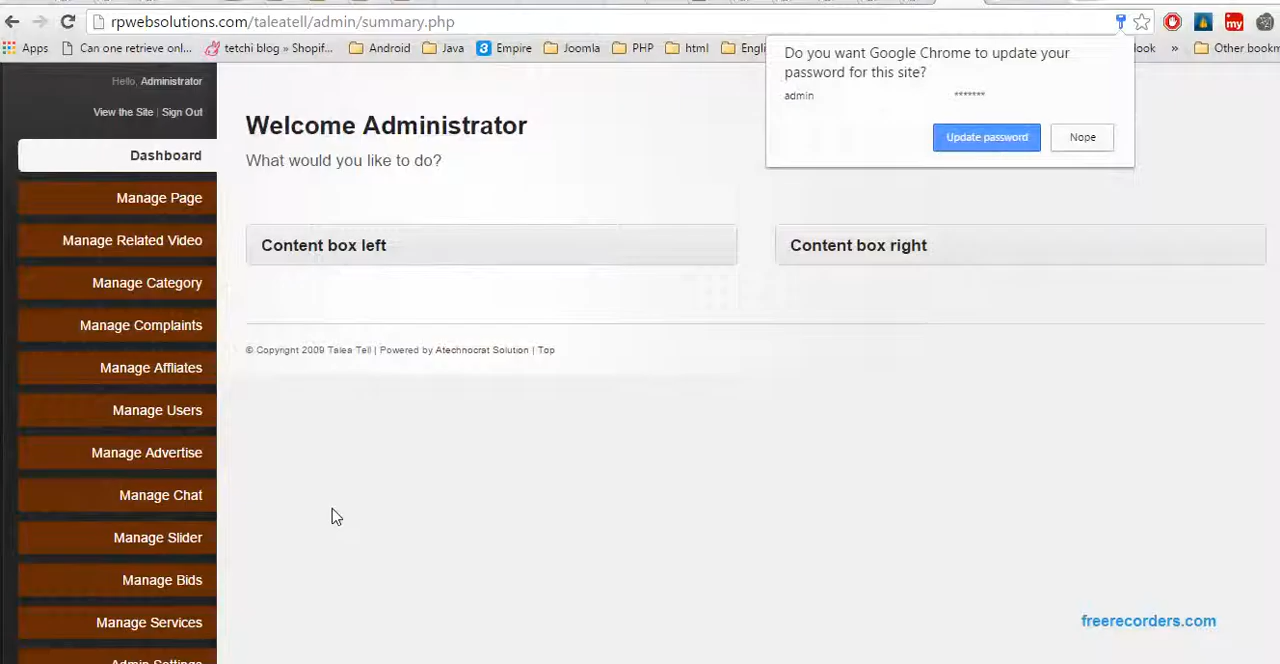 rpwebsolutions.com/taleatell/admin/summary.php
Apps Can one retrieve onl... tetchi blog » Shopif... Android Java Empire Joomla PHP html Engli ook » Other bookm
Do you want Google Chrome to update your
password for this site?
admin *******
Update password Nope
Hello, Administrator
View the Site | Sign Out
Dashboard
Manage Page
Manage Related Video
Manage Category
Manage Complaints
Manage Affliates
Manage Users
Manage Advertise
Manage Chat
Manage Slider
Manage Bids
Manage Services
Admin Settings
Welcome Administrator
What would you like to do?
Content box left
Content box right
© Copyright 2009 Talea Tell | Powered by Atechnocrat Solution | Top
my
freerecorders.com